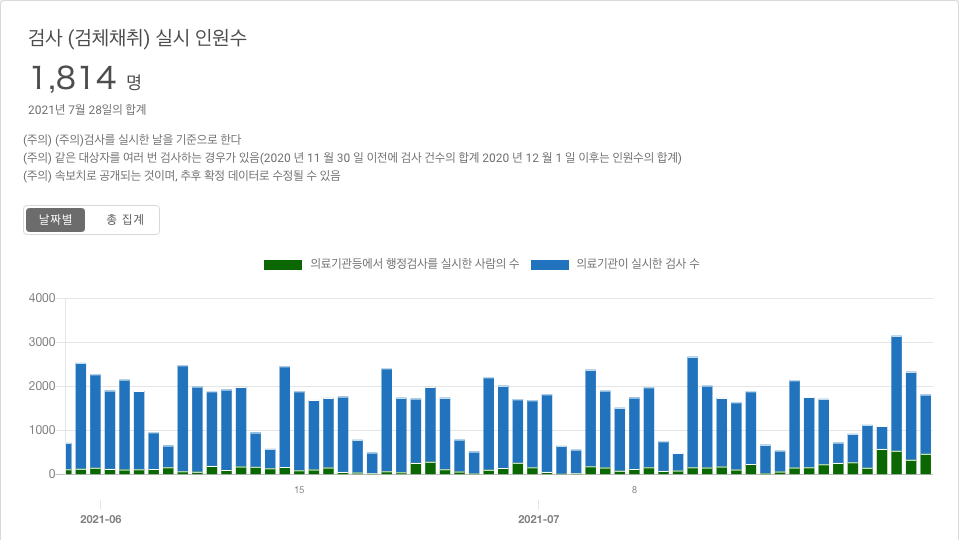 검사 (검체채취) 실시 인원수
1,814 명
2021년 7월 28일의 합계
(주의) (주의)검사를 실시한 날을 기준으로 한다
(주의) 같은 대상자를 여러 번 검사하는 경우가 있음(2020 년 11 월 30 일 이전에 검사 건수의 합계 2020 년 12 월 1 일 이후는 인원수의 합계)
(주의) 속보치로 공개되는 것이며, 추후 확정 데이터로 수정될 수 있음
날짜별 총 집계
의료기관등에서 행정검사를 실시한 사람의 수 의료기관이 실시한 검사 수
4000
3000
2000
1000
0
15 8
2021-06 2021-07